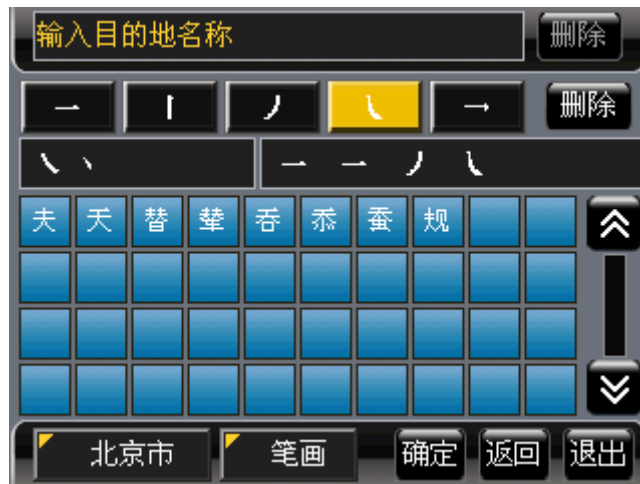 输入目的地名称 删除
一 丨 丿 ㇏ → 删除
㇏ 丶 一 一 丿 ㇏
夫 天 替 辇 吞 忝 蚕 规
北京市 笔画 确定 返回 退出